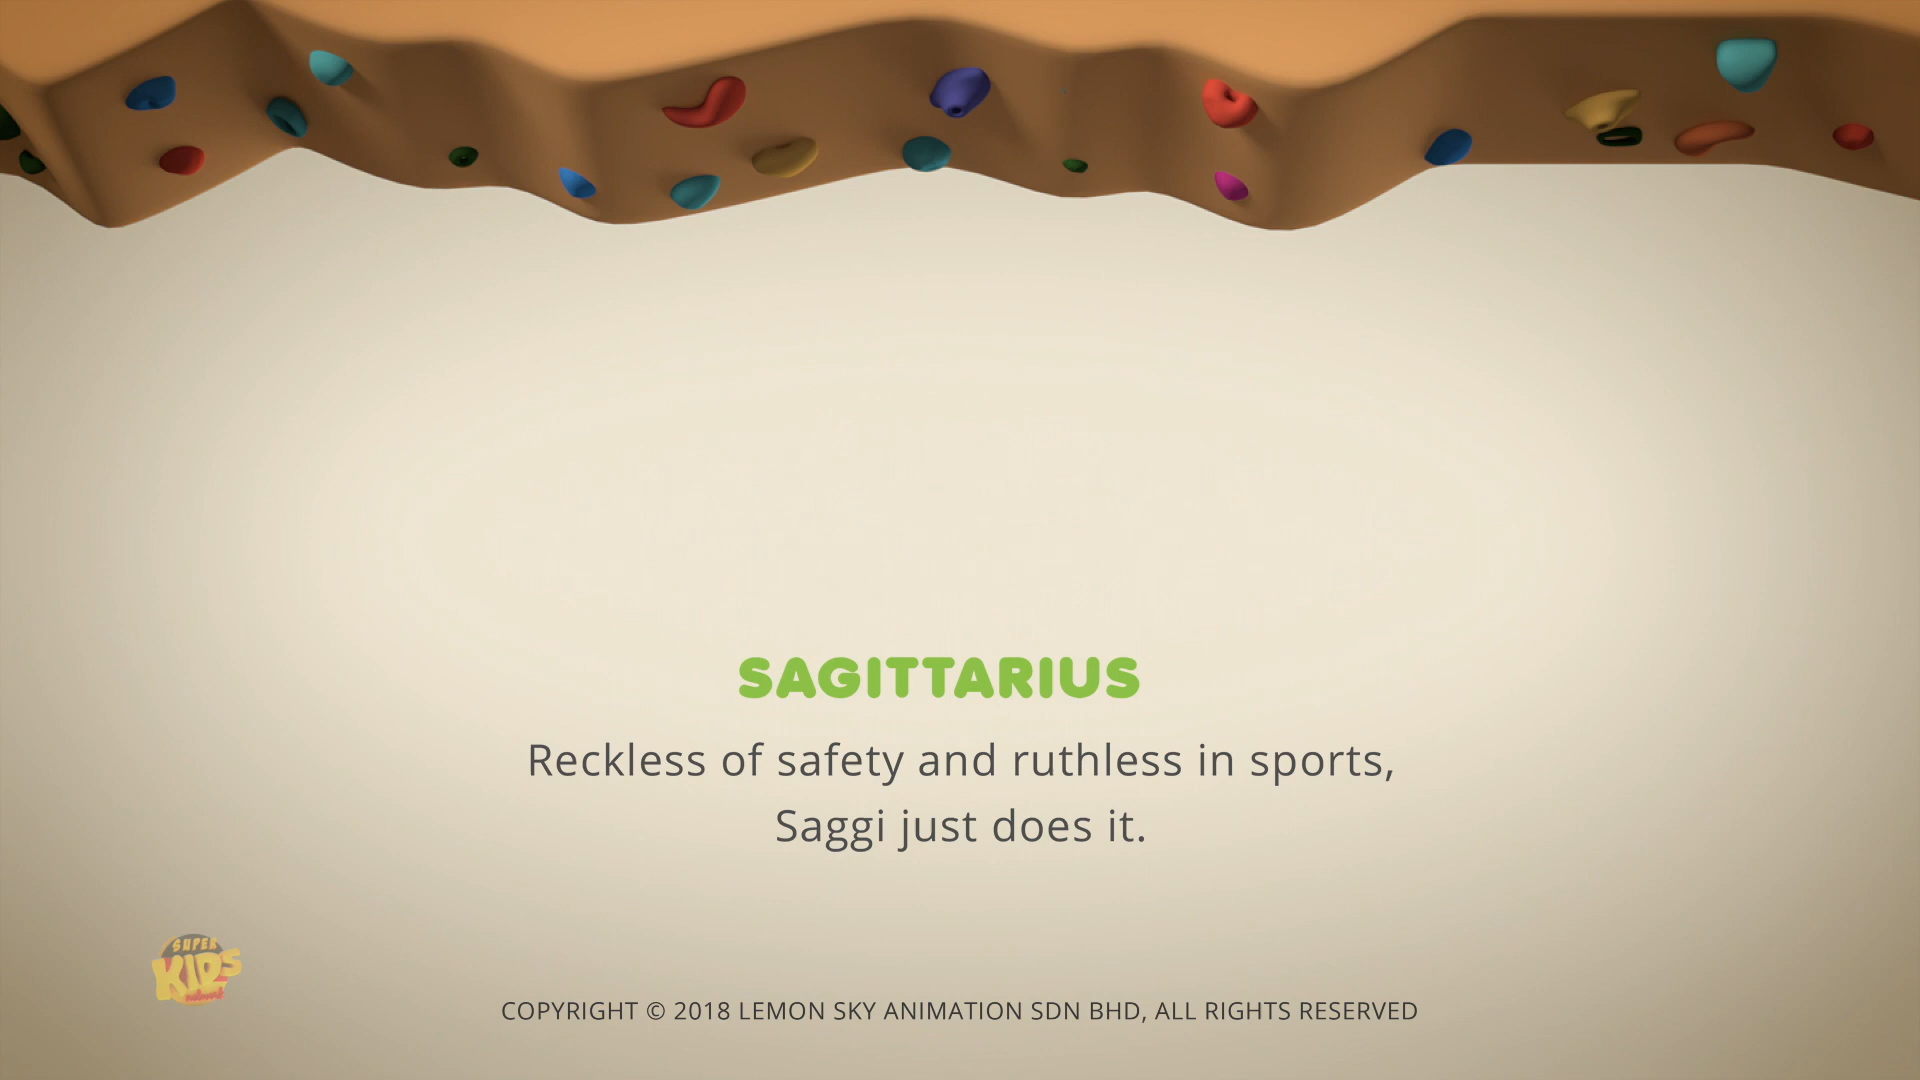 SAGITTARIUS
Reckless of safety and ruthless in sports,
Saggi just does it.
SUPER
KIDS
network
COPYRIGHT © 2018 LEMON SKY ANIMATION SDN BHD, ALL RIGHTS RESERVED